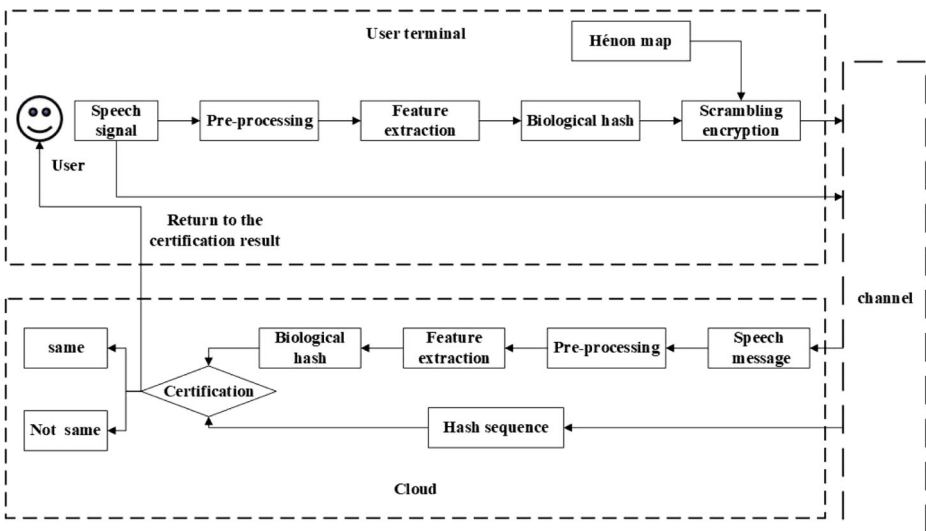 User terminal
Hénon map
Speech
signal
Pre-processing
Feature
extraction
Biological hash
Scrambling
encryption
User
Return to the
certification result
channel
same
Biological
hash
Feature
extraction
Pre-processing
Speech
message
Certification
Not same
Hash sequence
Cloud